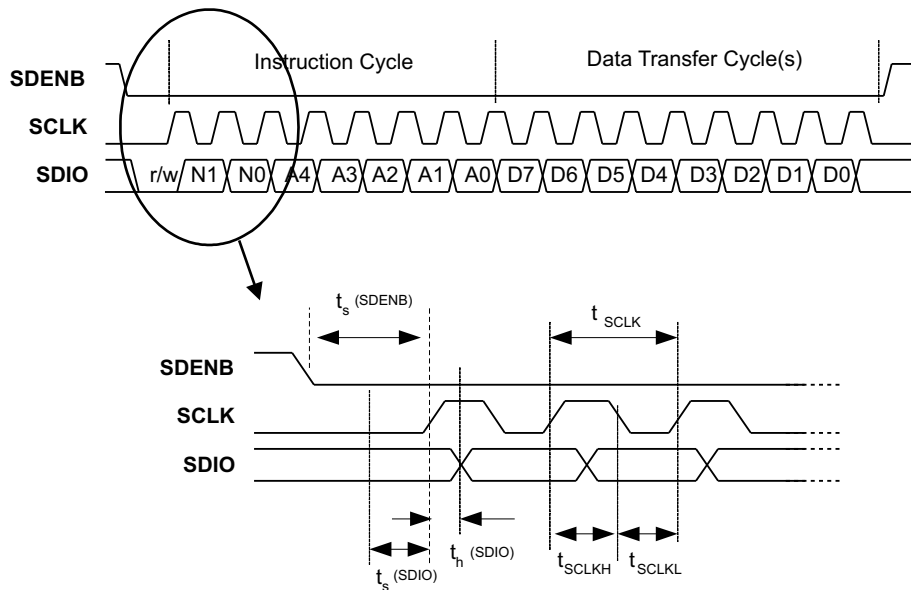 Instruction Cycle Data Transfer Cycle(s)
SDENB
SCLK
SDIO r/w N1 N0 A4 A3 A2 A1 A0 D7 D6 D5 D4 D3 D2 D1 D0
ts (SDENB) tSCLK
SDENB
SCLK
SDIO
ts (SDIO) th (SDIO) tSCLKH tSCLKL